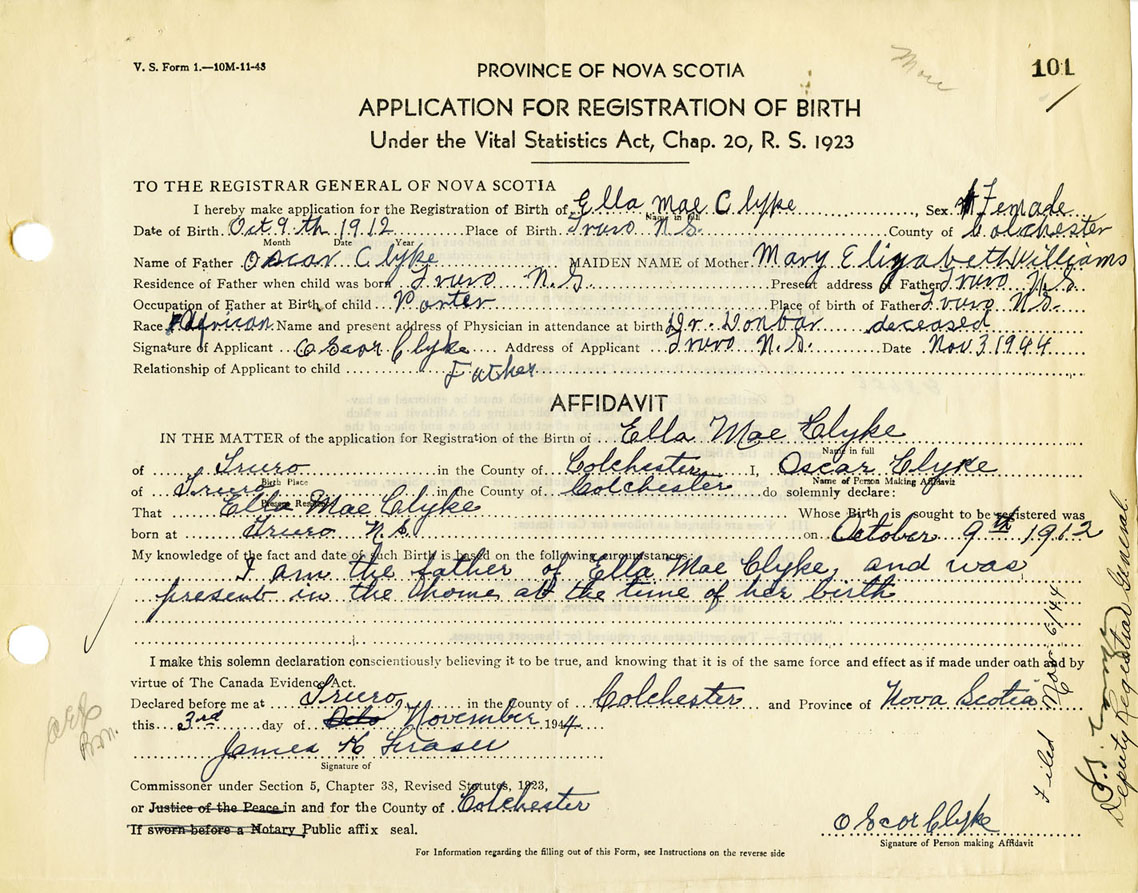 V. S. Form 1.—10M-11-43
PROVINCE OF NOVA SCOTIA
101
APPLICATION FOR REGISTRATION OF BIRTH
Under the Vital Statistics Act, Chap. 20, R. S. 1923
TO THE REGISTRAR GENERAL OF NOVA SCOTIA
I hereby make application for the Registration of Birth of Ella Mae Clyke, Sex Female
Name in full
Date of Birth Oct 9th 1912 Place of Birth Truro N.S. County of Colchester
Month Date Year
Name of Father Oscar Clyke MAIDEN NAME of Mother Mary Elizabeth Williams
Residence of Father when child was born Truro N.S. Present address of Father Truro N.S.
Occupation of Father at Birth of child Porter Place of birth of Father Truro N.S.
Race African Name and present address of Physician in attendance at birth Dr. Donbar deceased
Signature of Applicant OScar Clyke Address of Applicant Truro N.S. Date Nov 3 1944
Relationship of Applicant to child Father
AFFIDAVIT
IN THE MATTER of the application for Registration of the Birth of Ella Mae Clyke
Name in full
of Truro in the County of Colchester I, Oscar Clyke
Birth Place Name of Person Making Affidavit
of Truro in the County of Colchester do solemnly declare:
Present Residence
That Ella Mae Clyke Whose Birth is sought to be registered was
born at Truro N.S. on October 9th 1912
My knowledge of the fact and date of such Birth is based on the following circumstances:
I am the father of Ella Mae Clyke, and was
present in the home at the time of her birth
I make this solemn declaration conscientiously believing it to be true, and knowing that it is of the same force and effect as if made under oath and by
virtue of The Canada Evidence Act.
Declared before me at Truro in the County of Colchester and Province of Nova Scotia
this 3rd day of Octo November 1944
James K Fraser
Signature of
Commissioner under Section 5, Chapter 38, Revised Statutes, 1923,
or Justice of the Peace in and for the County of Colchester
If sworn before a Notary Public affix seal.
OScar Clyke
Signature of Person making Affidavit
For Information regarding the filling out of this Form, see Instructions on the reverse side
Filed Nov. 6/44
Deputy Registrar General.